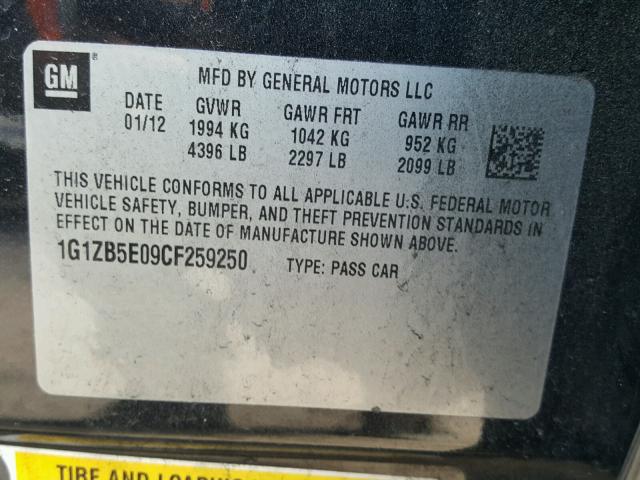 GM
®
MFD BY GENERAL MOTORS LLC
DATE GVWR GAWR FRT GAWR RR
01/12 1994 KG 1042 KG 952 KG
4396 LB 2297 LB 2099 LB
THIS VEHICLE CONFORMS TO ALL APPLICABLE U.S. FEDERAL MOTOR
VEHICLE SAFETY, BUMPER, AND THEFT PREVENTION STANDARDS IN
EFFECT ON THE DATE OF MANUFACTURE SHOWN ABOVE.
1G1ZB5E09CF259250 TYPE: PASS CAR
TIRE AND LOADING